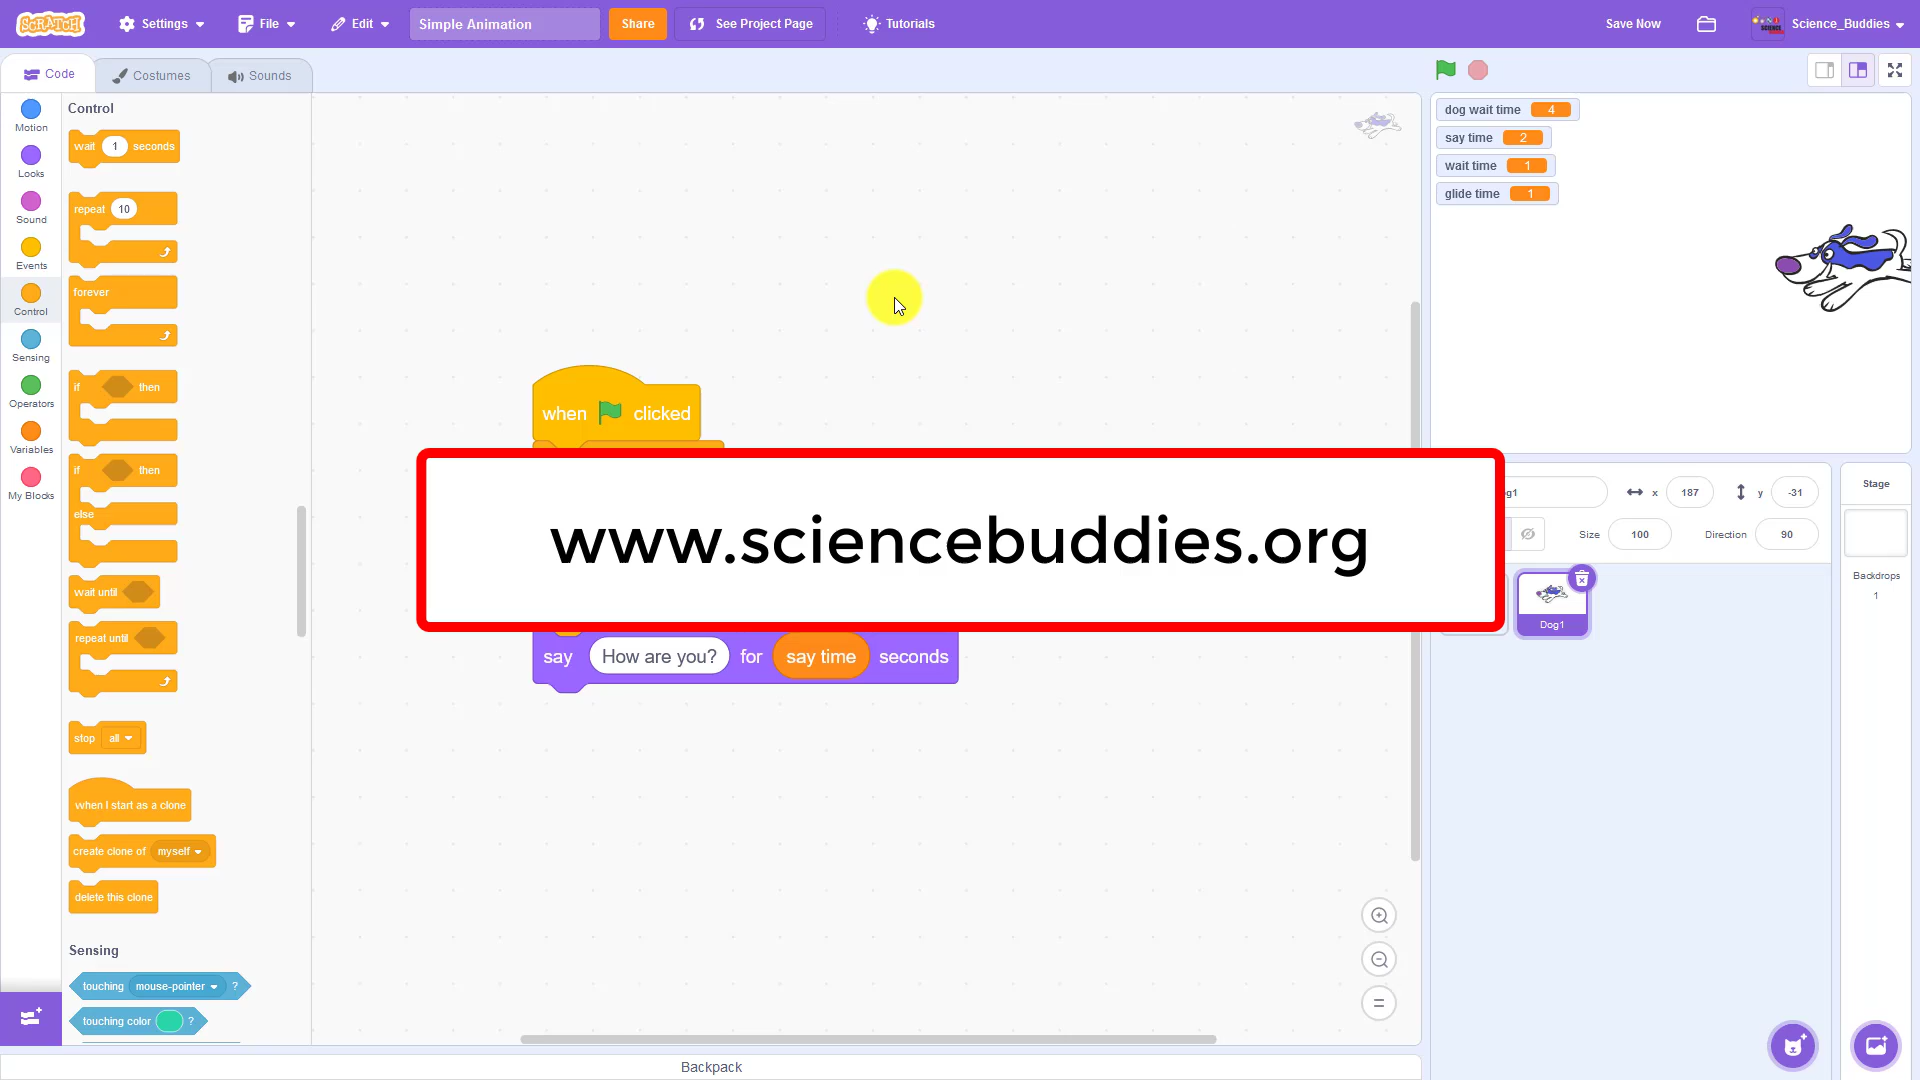 SCRATCH Settings File Edit Simple Animation Share See Project Page Tutorials Save Now Science_Buddies
Code Costumes Sounds
Motion
Looks
Sound
Events
Control
Sensing
Operators
Variables
My Blocks
Control
wait 1 seconds
repeat 10
forever
if then
if then
else
wait until
repeat until
stop all
when I start as a clone
create clone of myself
delete this clone
Sensing
touching mouse-pointer ?
touching color ?
when clicked
www.sciencebuddies.org
say How are you? for say time seconds
Backpack
dog wait time 4
say time 2
wait time 1
glide time 1
x 187 y -31
Size 100 Direction 90
Dog1
Stage
Backdrops
1